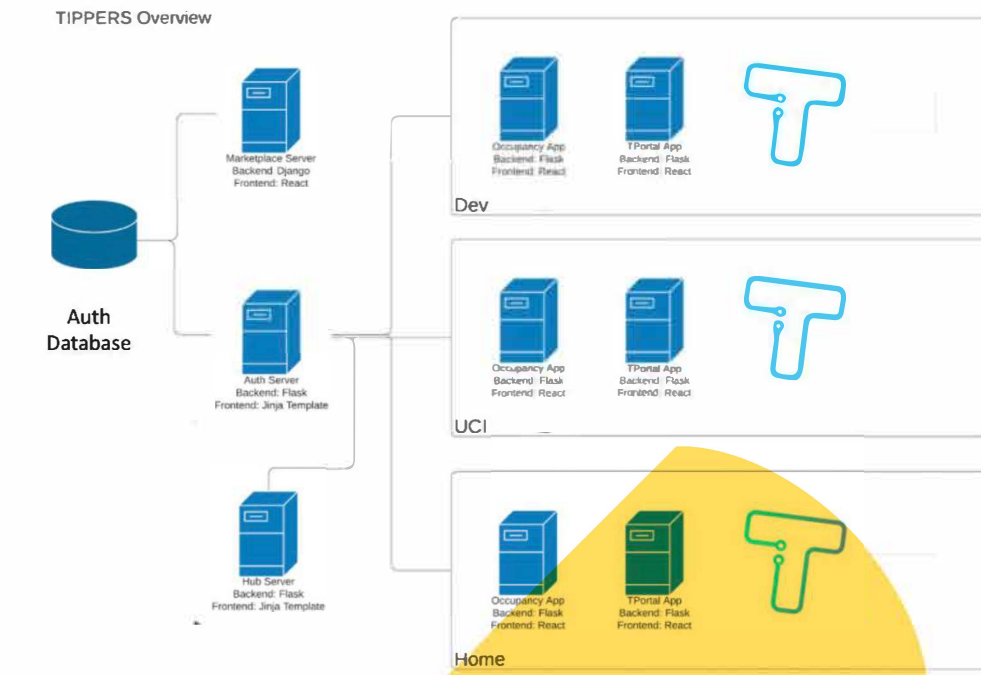 TIPPERS Overview
Marketplace Server
Backend Django
Frontend: React
Auth
Database
Auth Server
Backend: Flask
Frontend: Jinja Template
Hub Server
Backend: Flask
Frontend: Jinja Template
Occupancy App
Backend: Flask
Frontend: React
TPortal App
Backend: Flask
Frontend: React
Dev
Occupancy App
Backend: Flask
Frontend: React
TPortal App
Backend: Flask
Frontend: React
UCI
Occupancy App
Backend: Flask
Frontend: React
TPortal App
Backend: Flask
Frontend: React
Home